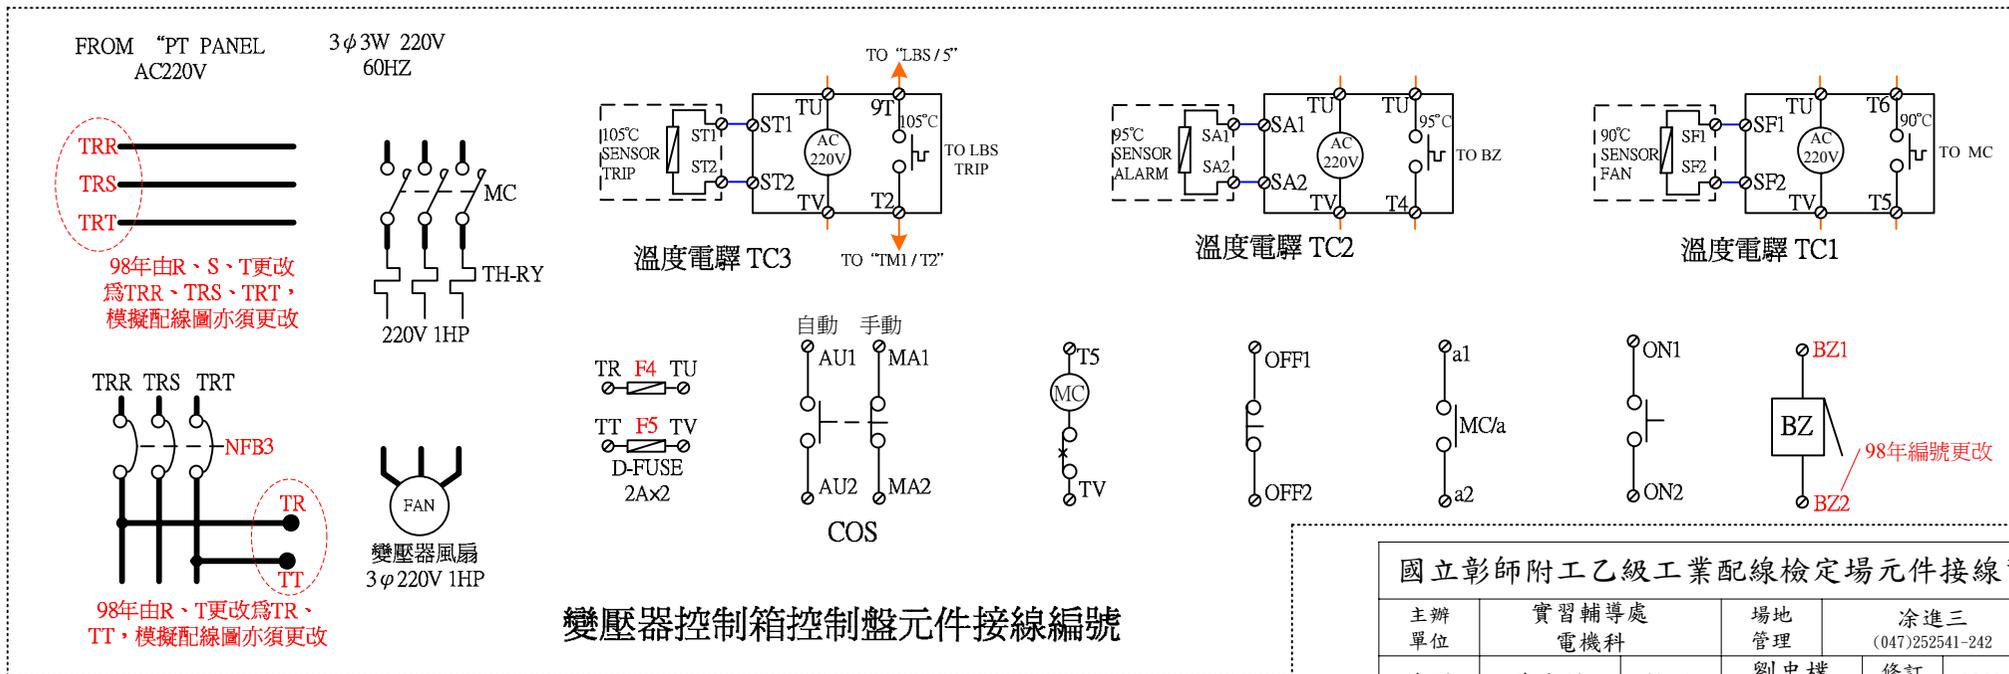 FROM “PT PANEL
AC220V
3φ3W 220V
60HZ
TRR
TRS
TRT
98年由R、S、T更改
為TRR、TRS、TRT，
模擬配線圖亦須更改
MC
TH-RY
220V 1HP
TO “LBS / 5”
105℃
SENSOR
TRIP
ST1
ST2
ST1
ST2
TU
AC
220V
TV
9T
105℃
T2
TO LBS
TRIP
TO “TM1 / T2”
溫度電驛 TC3
95℃
SENSOR
ALARM
SA1
SA2
SA1
SA2
TU
AC
220V
TV
TU
95℃
T4
TO BZ
溫度電驛 TC2
90℃
SENSOR
FAN
SF1
SF2
SF1
SF2
TU
AC
220V
TV
T6
90℃
T5
TO MC
溫度電驛 TC1
TRR TRS TRT
NFB3
TR
TT
98年由R、T更改為TR、
TT，模擬配線圖亦須更改
FAN
變壓器風扇
3φ220V 1HP
TR F4 TU
TT F5 TV
D-FUSE
2Ax2
自動 手動
AU1 MA1
AU2 MA2
COS
T5
MC
TV
OFF1
OFF2
a1
MC/a
a2
ON1
ON2
BZ1
BZ
BZ2
98年編號更改
變壓器控制箱控制盤元件接線編號
國立彰師附工乙級工業配線檢定場元件接線
主辦
單位
實習輔導處
電機科
場地
管理
凃進三
(047)252541-242